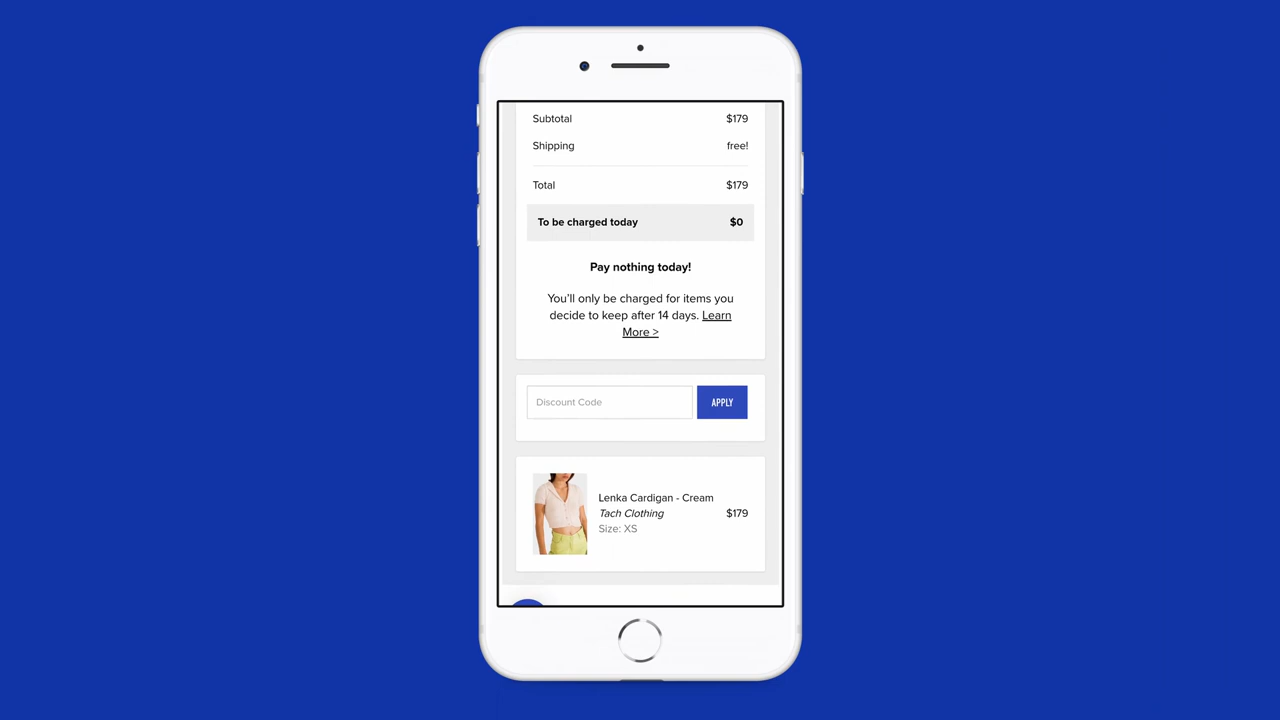 Subtotal $179
Shipping free!
Total $179
To be charged today $0
Pay nothing today!
You’ll only be charged for items you
decide to keep after 14 days. Learn
More >
Discount Code APPLY
Lenka Cardigan - Cream
Tach Clothing $179
Size: XS